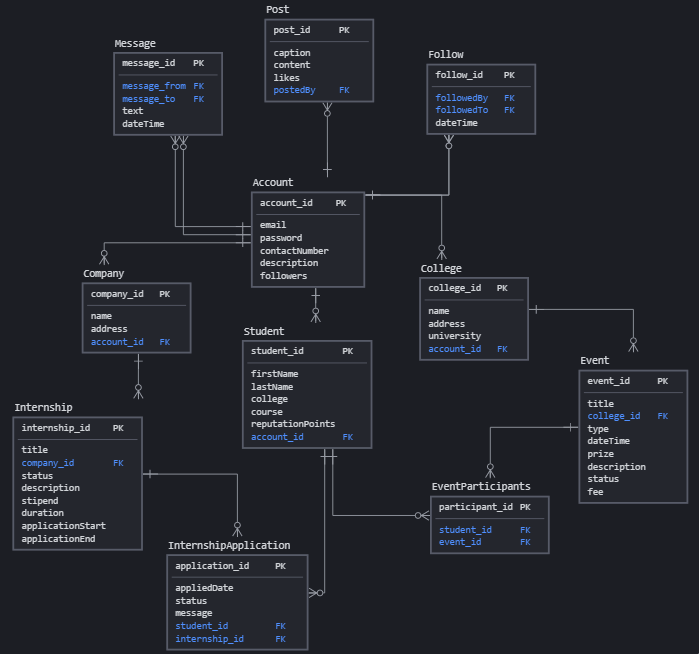 Post
post_id PK
caption
content
likes
postedBy FK
Message
message_id PK
message_from FK
message_to FK
text
dateTime
Follow
follow_id PK
followedBy FK
followedTo FK
dateTime
Account
account_id PK
email
password
contactNumber
description
followers
Company
company_id PK
name
address
account_id FK
College
college_id PK
name
address
university
account_id FK
Student
student_id PK
firstName
lastName
college
course
reputationPoints
account_id FK
Event
event_id PK
title
college_id FK
type
dateTime
prize
description
status
fee
Internship
internship_id PK
title
company_id FK
status
description
stipend
duration
applicationStart
applicationEnd
EventParticipants
participant_id PK
student_id FK
event_id FK
InternshipApplication
application_id PK
appliedDate
status
message
student_id FK
internship_id FK